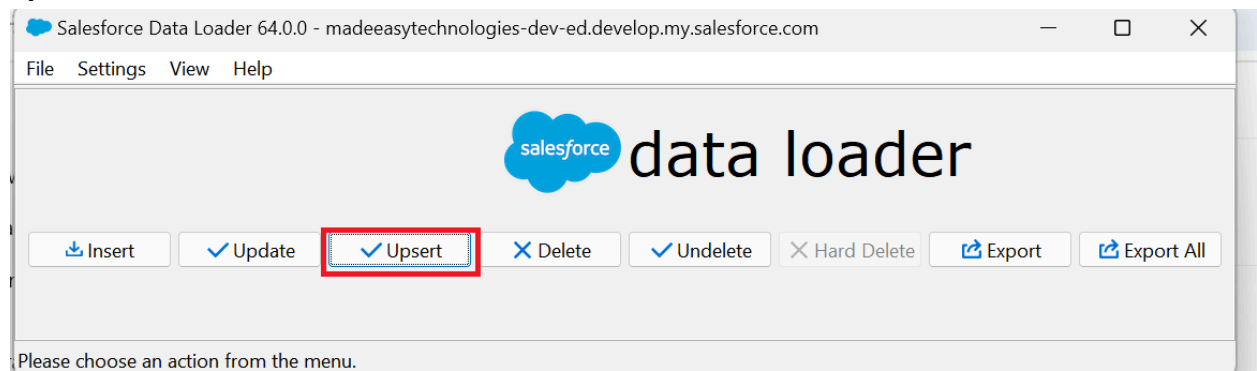 Salesforce Data Loader 64.0.0 - madeeasytechnologies-dev-ed.develop.my.salesforce.com
File Settings View Help
salesforce data loader
Insert Update Upsert Delete Undelete Hard Delete Export Export All
Please choose an action from the menu.